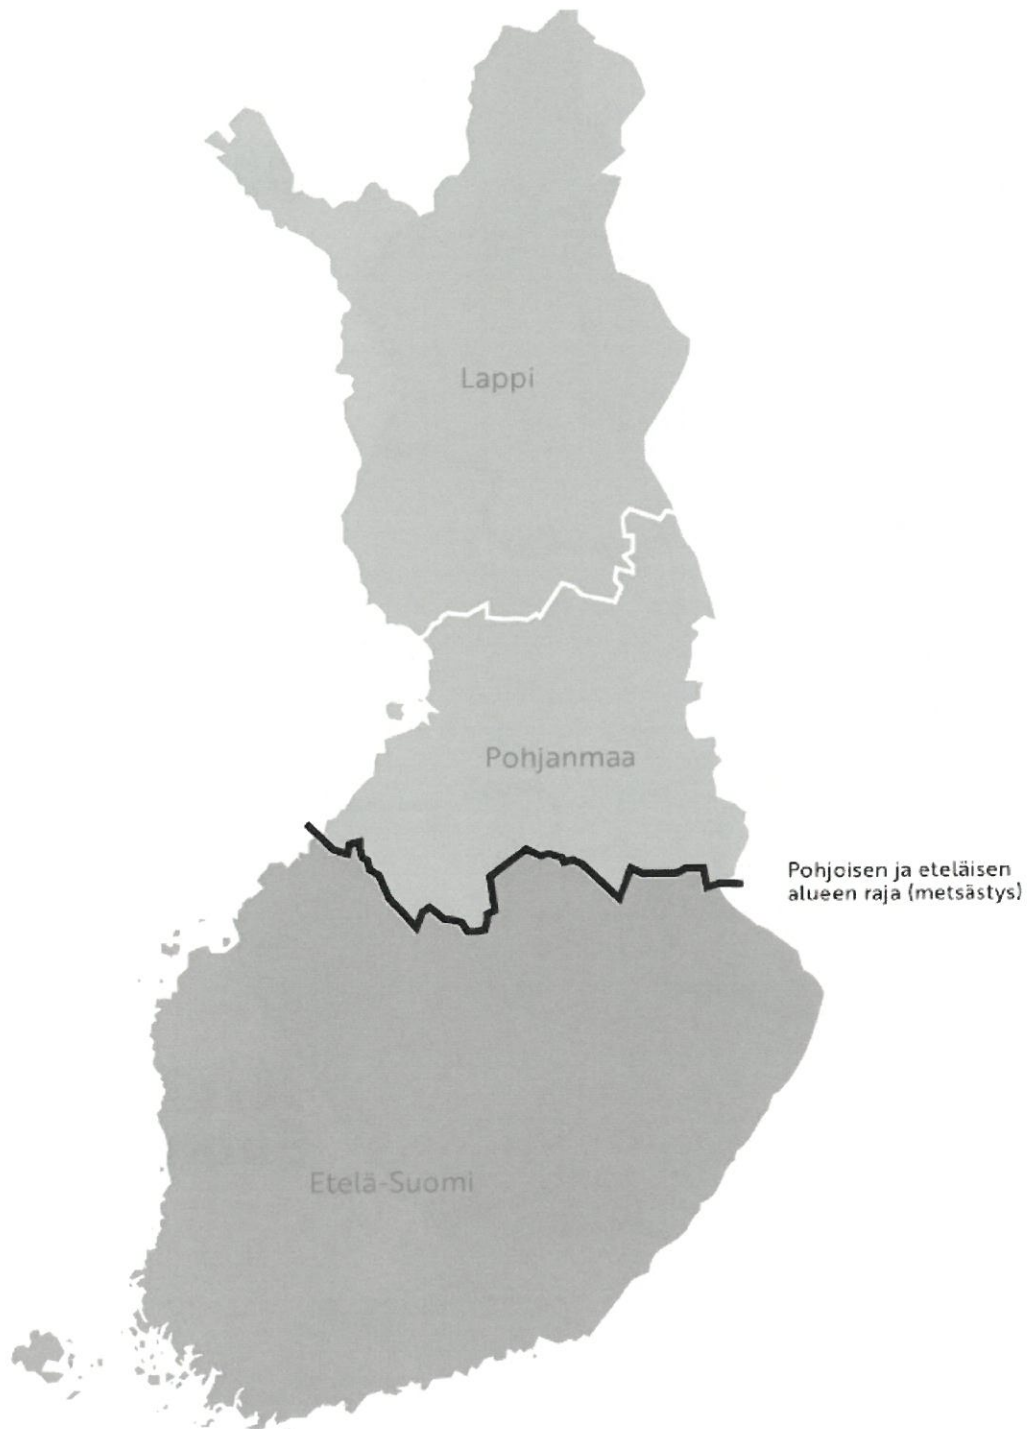 Lappi
Pohjanmaa
Pohjoisen ja eteläisen
alueen raja (metsästys)
Etelä-Suomi